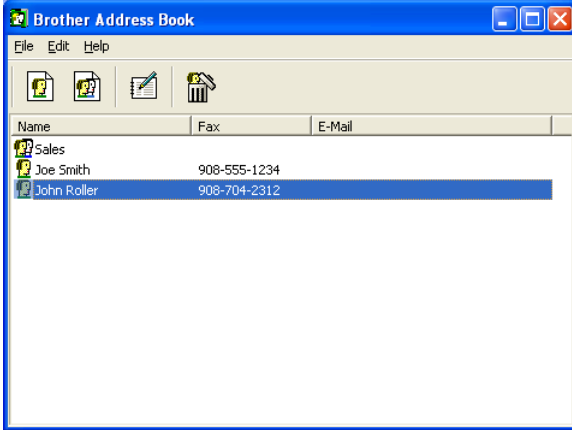 Brother Address Book
File Edit Help
Name Fax E-Mail
Sales
Joe Smith 908-555-1234
John Roller 908-704-2312